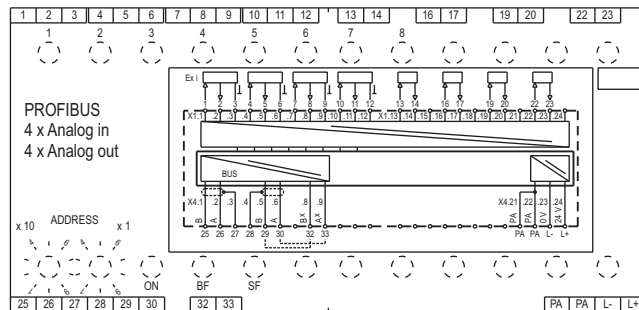 1 2 3 4 5 6 7 8 9 10 11 12 13 14 16 17 19 20 22 23
1 2 3 4 5 6 7 8
Ex i
1 2 3 4 5 6 7 8 9 10 11 12 13 14 16 17 19 20 22 23
X1.1 .2 .3 .4 .5 .6 .7 .8 .9 .10 .11 .12 X1.13 .14 .15 .16 .17 .18 .19 .20 .21 .22 .23 .24
PROFIBUS
4 x Analog in
4 x Analog out
BUS
X4.1 .2 .3 .4 .5 .6 .8 .9 X4.21 .22 .23 .24
B A B A Bx Ax PA PA 0 V 24 V
25 26 27 28 29 30 32 33 PA PA L- L+
ADDRESS
x 10 x 1
4 6 4 6
ON BF SF
25 26 27 28 29 30 32 33 PA PA L- L+